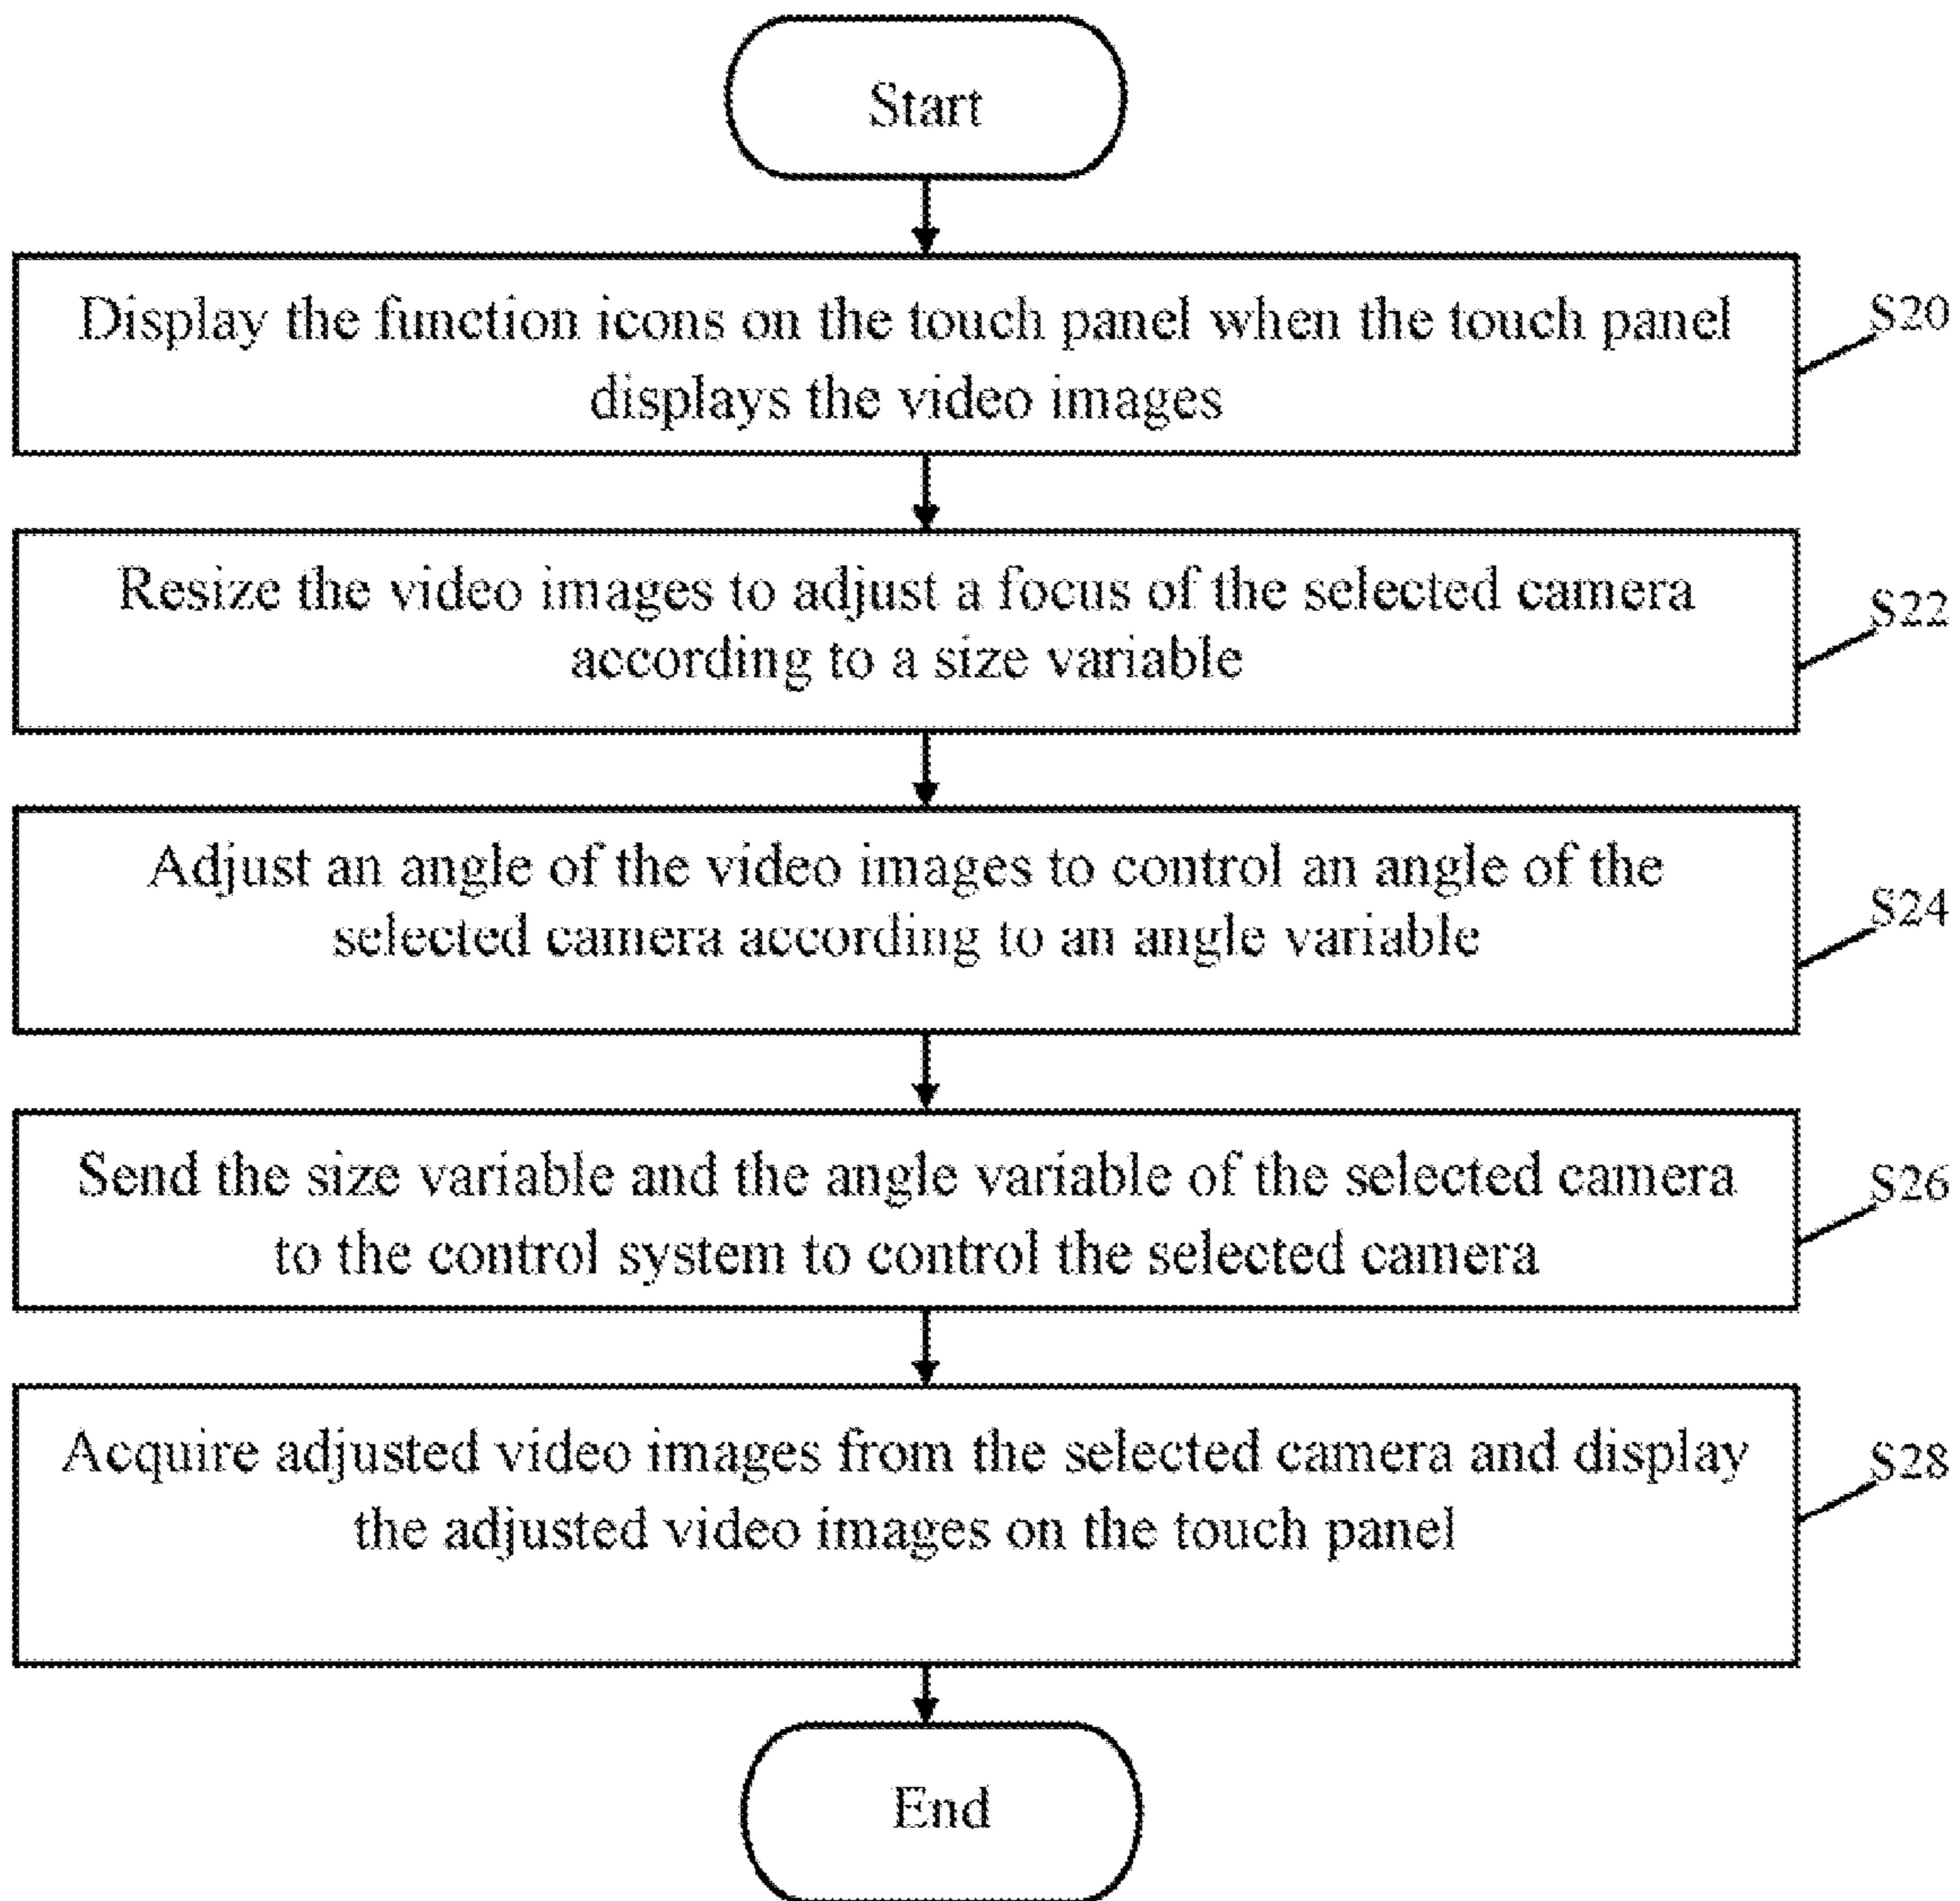 Start
Display the function icons on the touch panel when the touch panel
displays the video images
S20
Resize the video images to adjust a focus of the selected camera
according to a size variable
S22
Adjust an angle of the video images to control an angle of the
selected camera according to an angle variable
S24
Send the size variable and the angle variable of the selected camera
to the control system to control the selected camera
S26
Acquire adjusted video images from the selected camera and display
the adjusted video images on the touch panel
S28
End